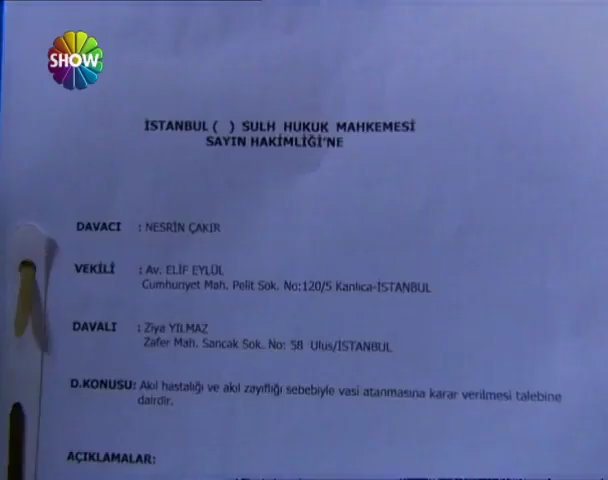 SHOW
İSTANBUL ( ) SULH HUKUK MAHKEMESİ
SAYIN HAKİMLİĞİ'NE
DAVACI : NESRİN ÇAKIR
VEKİLİ : Av. ELİF EYLÜL
Cumhuriyet Mah. Pelit Sok. No:120/5 Kanlıca-İSTANBUL
DAVALI : Ziya YILMAZ
Zafer Mah. Sancak Sok. No: 58 Ulus/İSTANBUL
D.KONUSU: Akıl hastalığı ve akıl zayıflığı sebebiyle vasi atanmasına karar verilmesi talebine
dairdir.
AÇIKLAMALAR: